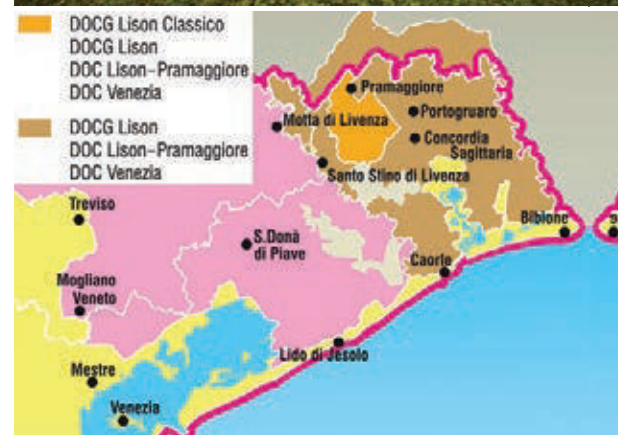 DOCG Lison Classico
DOCG Lison
DOC Lison-Pramaggiore
DOC Venezia
DOCG Lison
DOC Lison-Pramaggiore
DOC Venezia
Pramaggiore
Portogruaro
Motta di Livenza
Concordia
Sagittaria
Santo Stino di Livenza
Treviso
S.Donà
di Piave
Bibione
Caorle
Mogliano
Veneto
Lido di Jesolo
Mestre
Venezia